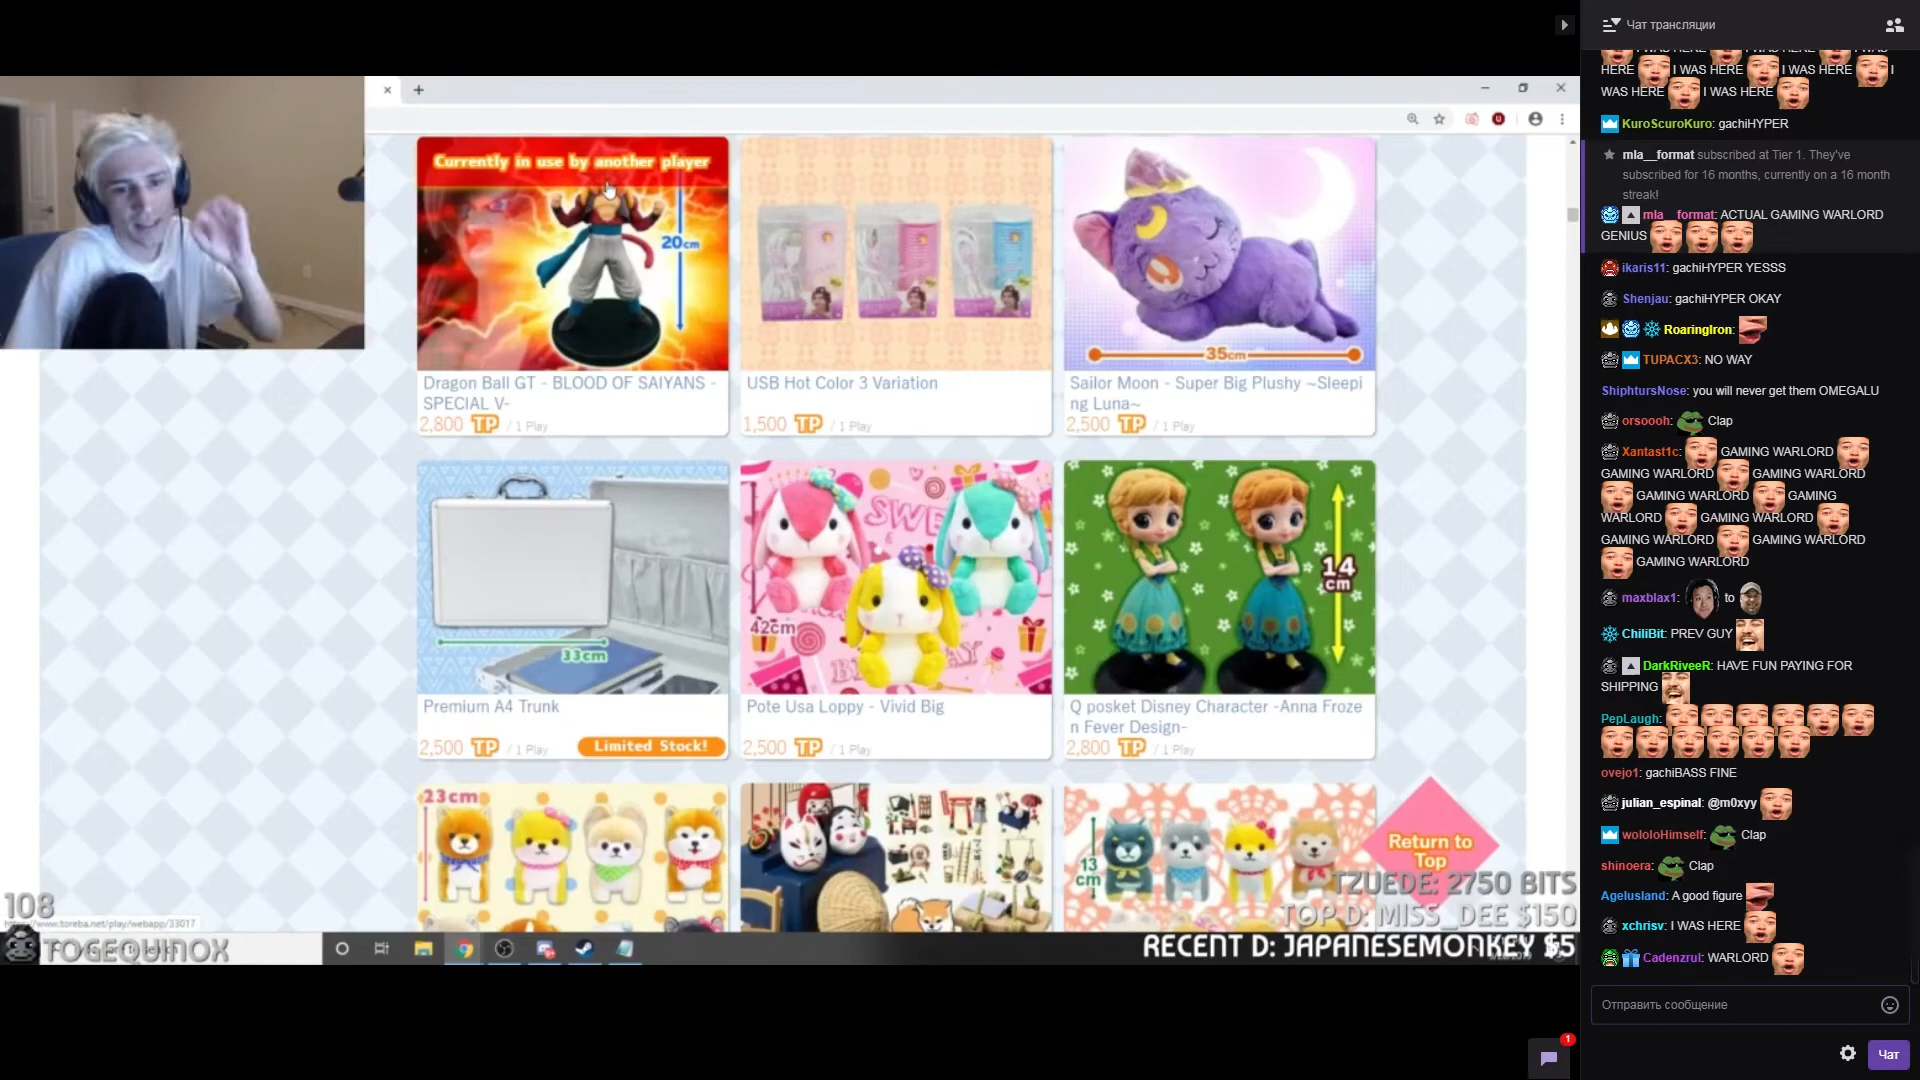 Currently in use by another player
20cm
Dragon Ball GT - BLOOD OF SAIYANS -
SPECIAL V-
2,800 TP / 1 Play
USB Hot Color 3 Variation
1,500 TP / 1 Play
35cm
Sailor Moon - Super Big Plushy ~Sleepi
ng Luna~
2,500 TP / 1 Play
33cm
Premium A4 Trunk
2,500 TP / 1 Play
Limited Stock!
42cm
Pote Usa Loppy - Vivid Big
2,500 TP / 1 Play
14
cm
Q posket Disney Character -Anna Froze
n Fever Design-
2,800 TP / 1 Play
23cm
13
cm
Return to
Top
108
https://www.toreba.net/play/webapp/33017
TOGEQUINOX
TZUEDE: 2750 BITS
TOP D: MISS_DEE $150
RECENT D: JAPANESEMONKEY $5
Чат трансляции
HERE I WAS HERE I WAS HERE I
WAS HERE I WAS HERE
KuroScuroKuro: gachiHYPER
mla__format subscribed at Tier 1. They've
subscribed for 16 months, currently on a 16 month
streak!
mla__format: ACTUAL GAMING WARLORD
GENIUS
ikaris11: gachiHYPER YESSS
Shenjau: gachiHYPER OKAY
RoaringIron:
TUPACX3: NO WAY
ShiphtursNose: you will never get them OMEGALU
orsoooh: Clap
Xantast1c: GAMING WARLORD
GAMING WARLORD GAMING WARLORD
GAMING WARLORD GAMING
WARLORD GAMING WARLORD
GAMING WARLORD GAMING WARLORD
GAMING WARLORD
maxblax1: to
ChiliBit: PREV GUY
DarkRiveeR: HAVE FUN PAYING FOR
SHIPPING
PepLaugh:
ovejo1: gachiBASS FINE
julian_espinal: @m0xyy
wololoHimself: Clap
shinoera: Clap
Agelusland: A good figure
xchrisv: I WAS HERE
Cadenzrul: WARLORD
Отправить сообщение
1
Чат